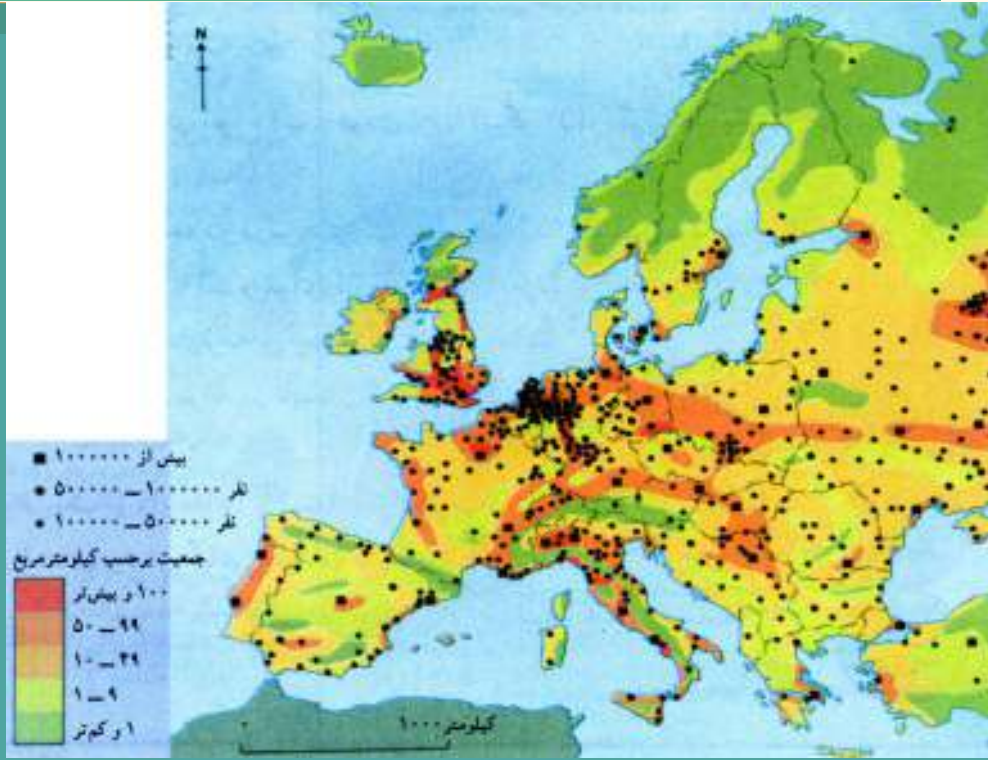 N
بیش از ۱۰۰۰۰۰۰
نفر ۱۰۰۰۰۰۰ — ۵۰۰۰۰۰
نفر ۵۰۰۰۰۰ — ۱۰۰۰۰۰
جمعیت برحسب کیلومترمربع
۱۰۰ و بیش‌تر
۵۰ — ۹۹
۱۰ — ۴۹
۱ — ۹
۱ و کم‌تر
۰ ۱۰۰۰ کیلومتر